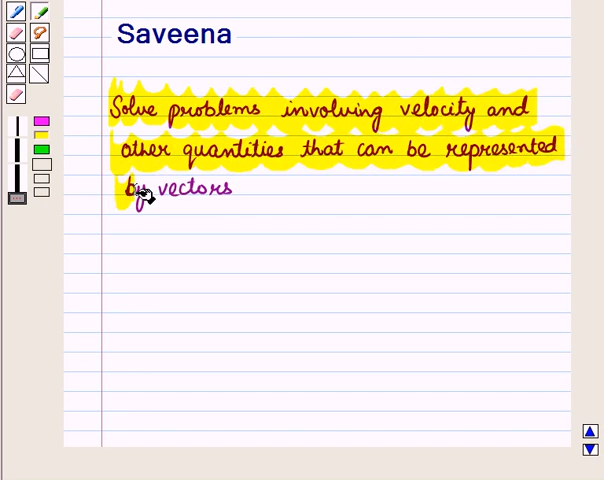 Saveena
Solve problems involving velocity and
other quantities that can be represented
by vectors